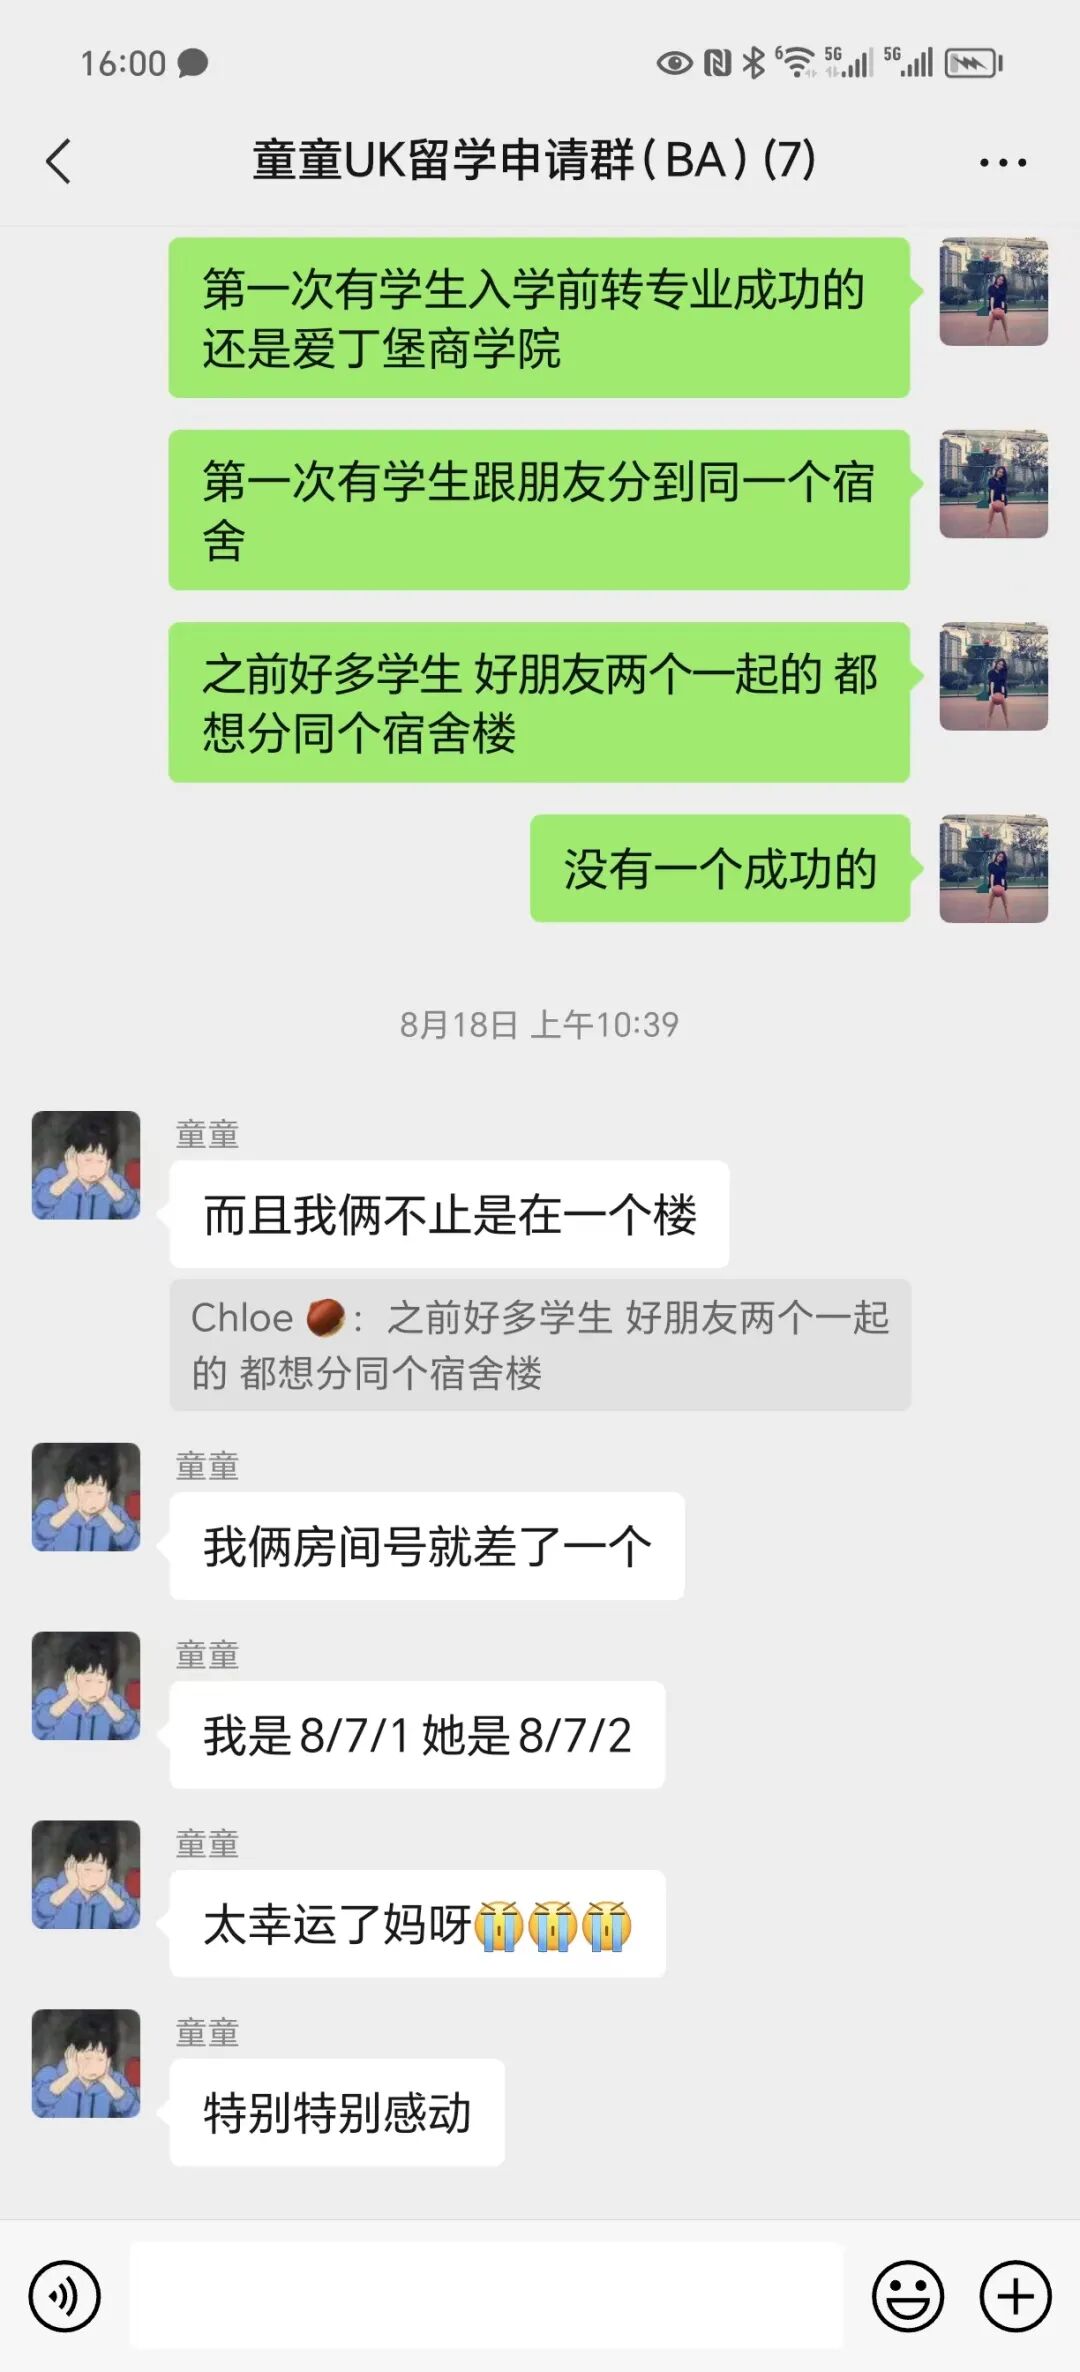 16:00
6 5G 5G
童童UK留学申请群(BA)(7)
第一次有学生入学前转专业成功的
还是爱丁堡商学院
第一次有学生跟朋友分到同一个宿
舍
之前好多学生 好朋友两个一起的 都
想分同个宿舍楼
没有一个成功的
8月18日 上午10:39
童童
而且我俩不止是在一个楼
Chloe 🌰：之前好多学生 好朋友两个一起
的 都想分同个宿舍楼
童童
我俩房间号就差了一个
童童
我是8/7/1 她是8/7/2
童童
太幸运了妈呀😭😭😭
童童
特别特别感动